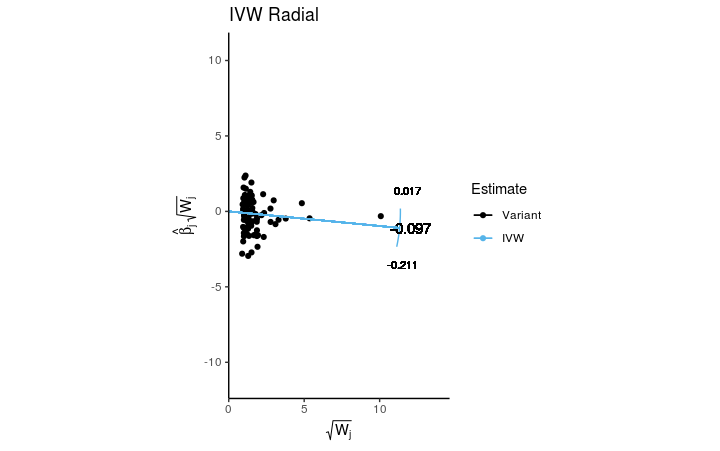 IVW Radial
10
5
0
-5
-10
β̂j√Wj
0.017
-0.097
-0.211
0
5
10
√Wj
Estimate
Variant
IVW